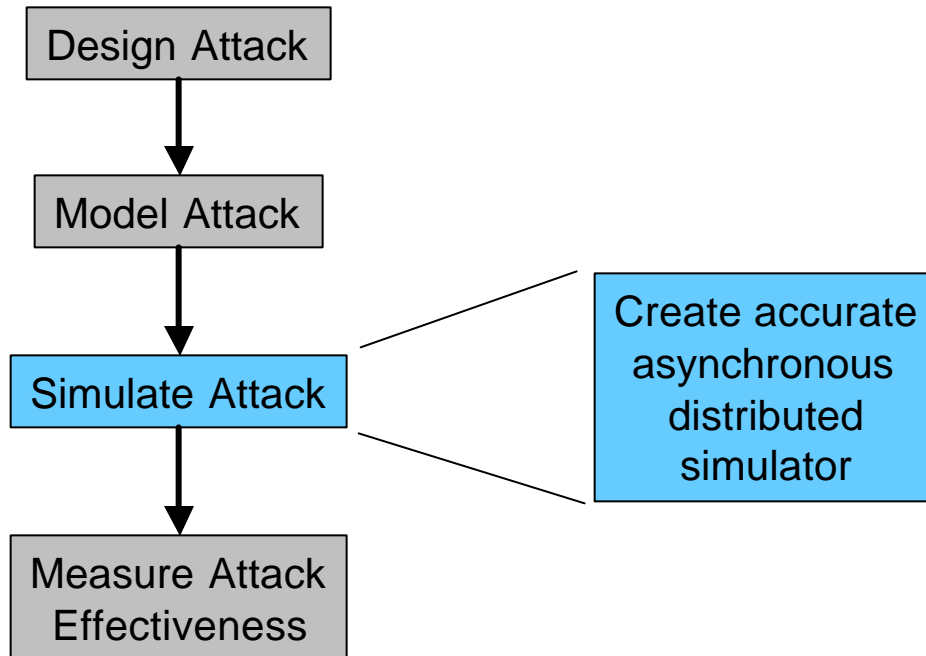 Design Attack
Model Attack
Simulate Attack
Measure Attack
Effectiveness
Create accurate
asynchronous
distributed
simulator